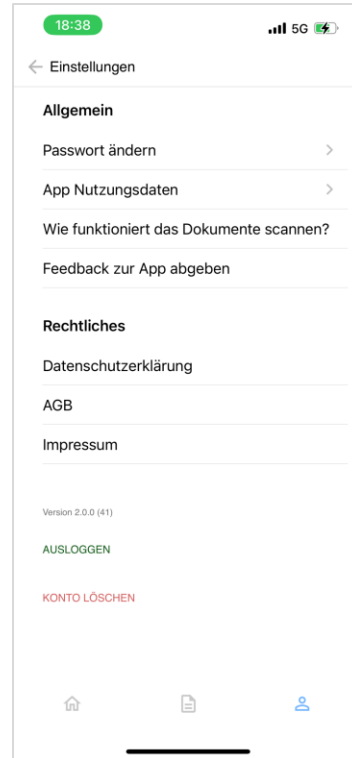 18:38
5G
Einstellungen
Allgemein
Passwort ändern
App Nutzungsdaten
Wie funktioniert das Dokumente scannen?
Feedback zur App abgeben
Rechtliches
Datenschutzerklärung
AGB
Impressum
Version 2.0.0 (41)
AUSLOGGEN
KONTO LÖSCHEN